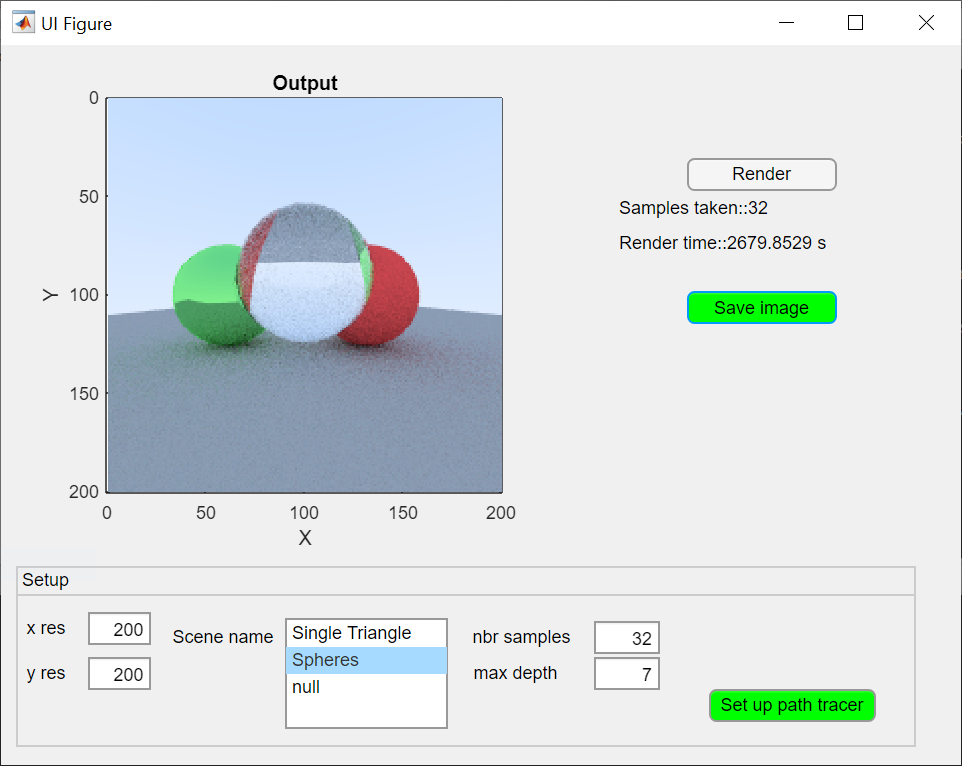 UI Figure
Output
0
50
100
150
200
Y
0 50 100 150 200
X
Render
Samples taken::32
Render time::2679.8529 s
Save image
Setup
x res 200
y res 200
Scene name
Single Triangle
Spheres
null
nbr samples 32
max depth 7
Set up path tracer